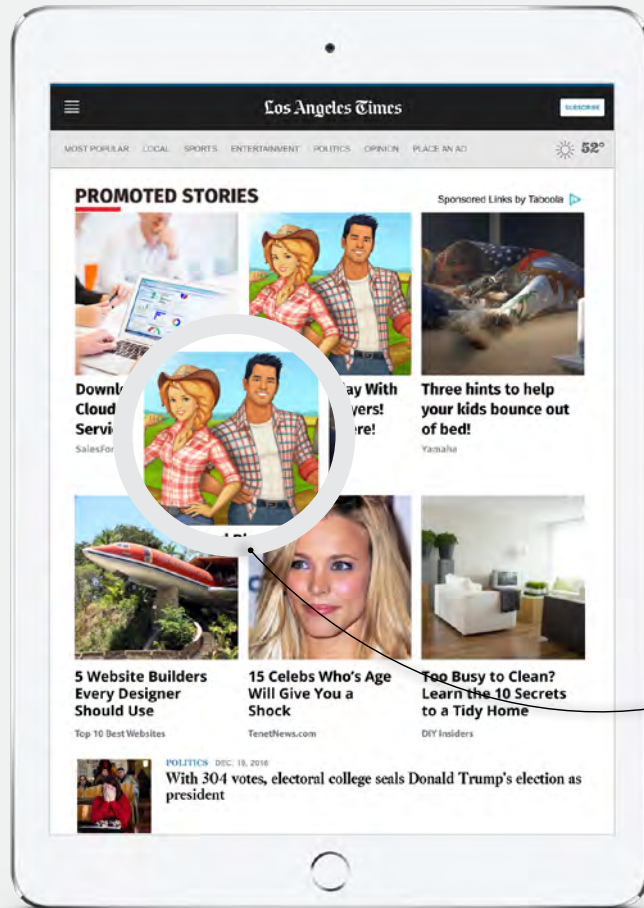 Los Angeles Times
SUBSCRIBE
MOST POPULAR LOCAL SPORTS ENTERTAINMENT POLITICS OPINION PLACE AN AD
52°
PROMOTED STORIES
Sponsored Links by Taboola
Downl
Cloud
Servi
SalesFor
ay With
yers!
ere!
Three hints to help
your kids bounce out
of bed!
Yamaha
5 Website Builders
Every Designer
Should Use
Top 10 Best Websites
15 Celebs Who's Age
Will Give You a
Shock
TenetNews.com
Too Busy to Clean?
Learn the 10 Secrets
to a Tidy Home
DIY Insiders
POLITICS DEC. 19, 2016
With 304 votes, electoral college seals Donald Trump's election as
president